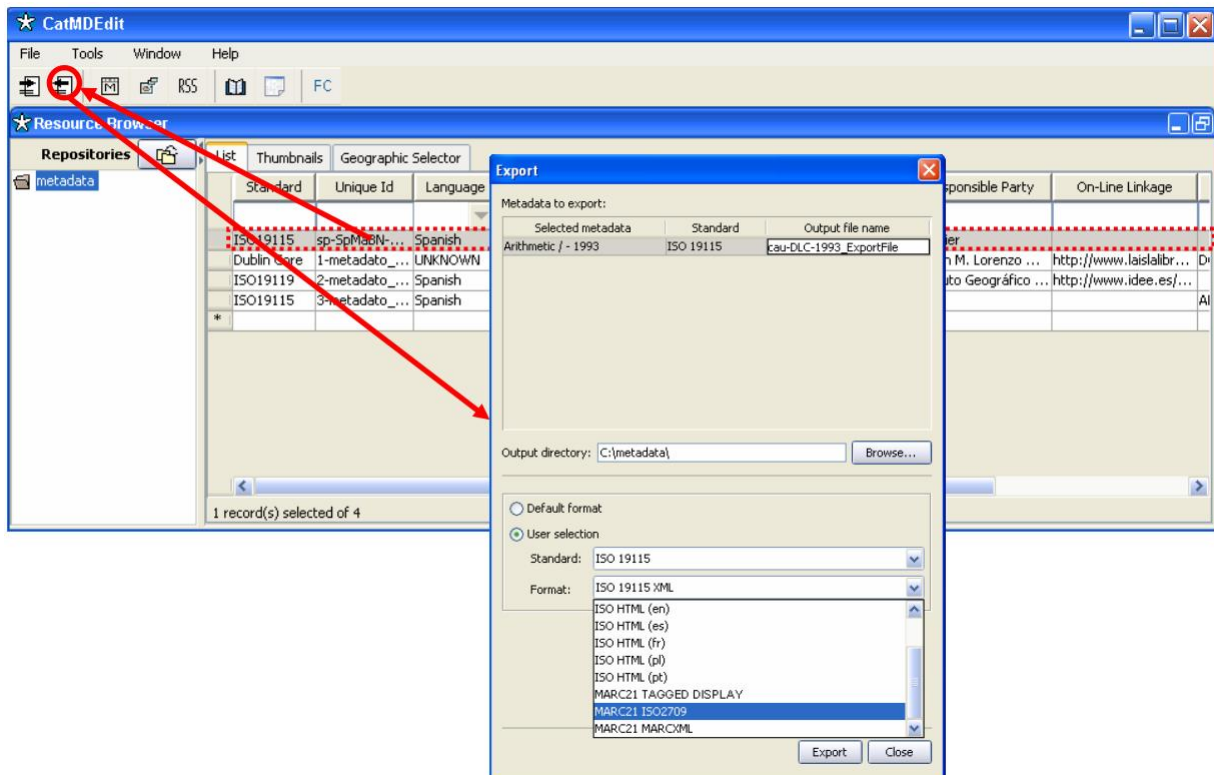 CatMDEdit
File Tools Window Help
M RSS FC
Resource Browser
Repositories
metadata
List Thumbnails Geographic Selector
Standard Unique Id Language
ISO19115 sp-SpMaBN-... Spanish
Dublin Core 1-metadato_... UNKNOWN
ISO19119 2-metadato_... Spanish
ISO19115 3-metadato_... Spanish
*
1 record(s) selected of 4
sponsible Party On-Line Linkage
ier
n M. Lorenzo ... http://www.laislalibr...
uto Geográfico ... http://www.idee.es/...
Export
Metadata to export:
Selected metadata Standard Output file name
Arithmetic / - 1993 ISO 19115 cau-DLC-1993_ExportFile
Output directory: C:\metadata\ Browse...
Default format
User selection
Standard: ISO 19115
Format: ISO 19115 XML
ISO HTML (en)
ISO HTML (es)
ISO HTML (fr)
ISO HTML (pl)
ISO HTML (pt)
MARC21 TAGGED DISPLAY
MARC21 ISO2709
MARC21 MARCXML
Export Close